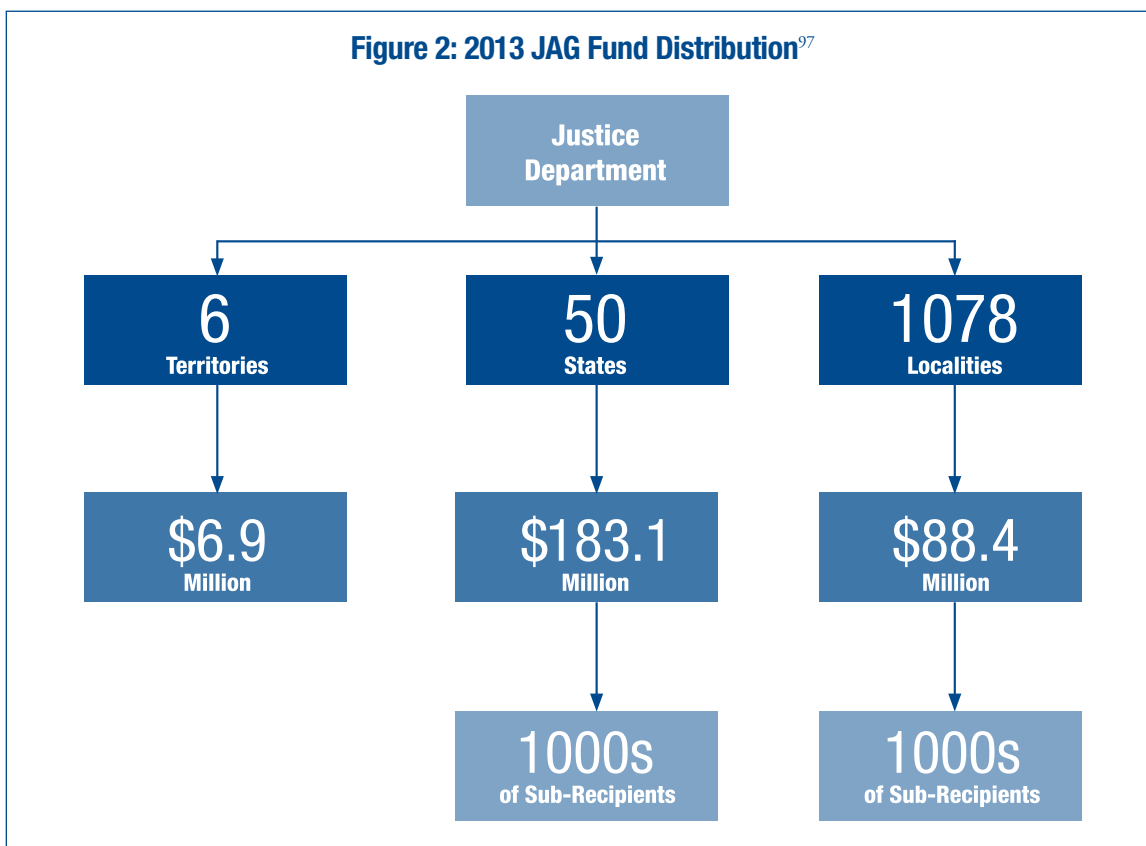 Figure 2: 2013 JAG Fund Distribution97
Justice
Department
6
Territories
50
States
1078
Localities
$6.9
Million
$183.1
Million
$88.4
Million
1000s
of Sub-Recipients
1000s
of Sub-Recipients